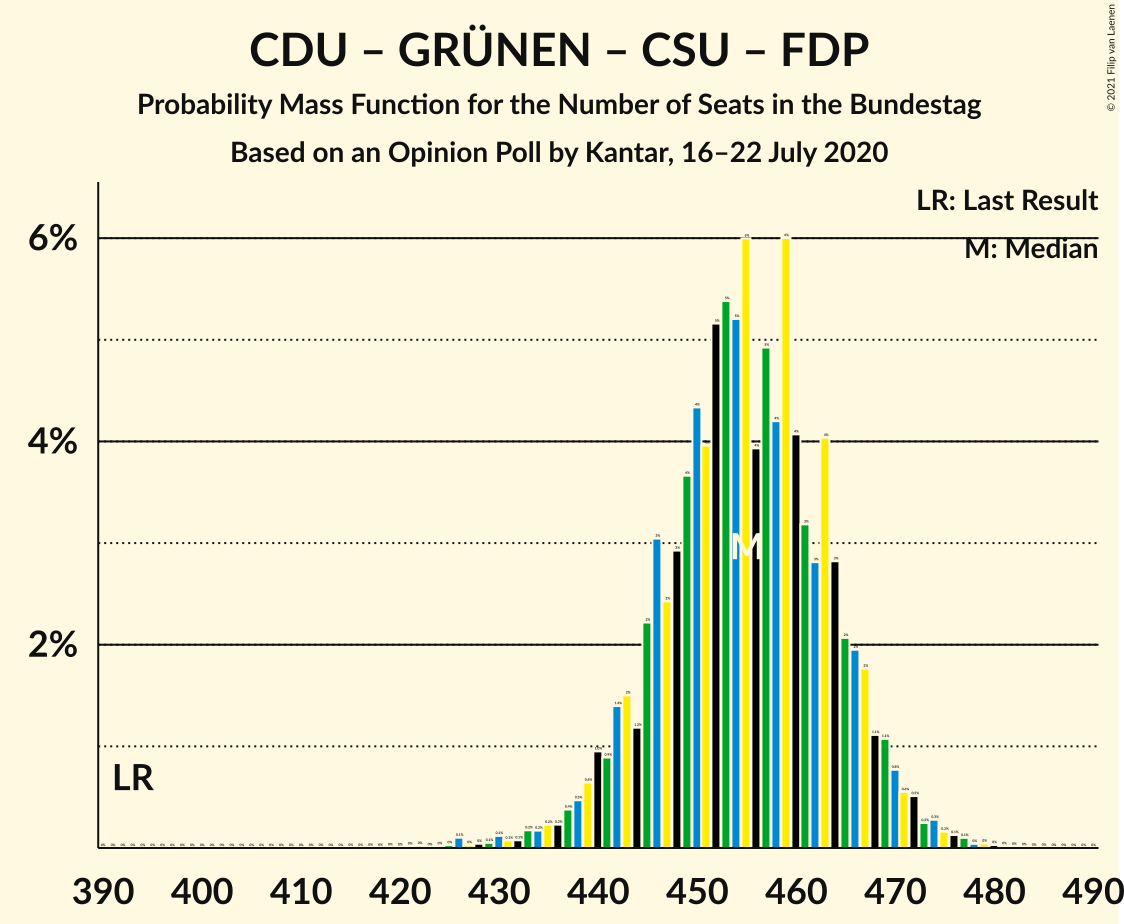 CDU – GRÜNEN – CSU – FDP
Probability Mass Function for the Number of Seats in the Bundestag
Based on an Opinion Poll by Kantar, 16–22 July 2020
© 2021 Filip van Laenen
LR: Last Result
M: Median
6%
4%
2%
M
LR
390 400 410 420 430 440 450 460 470 480 490